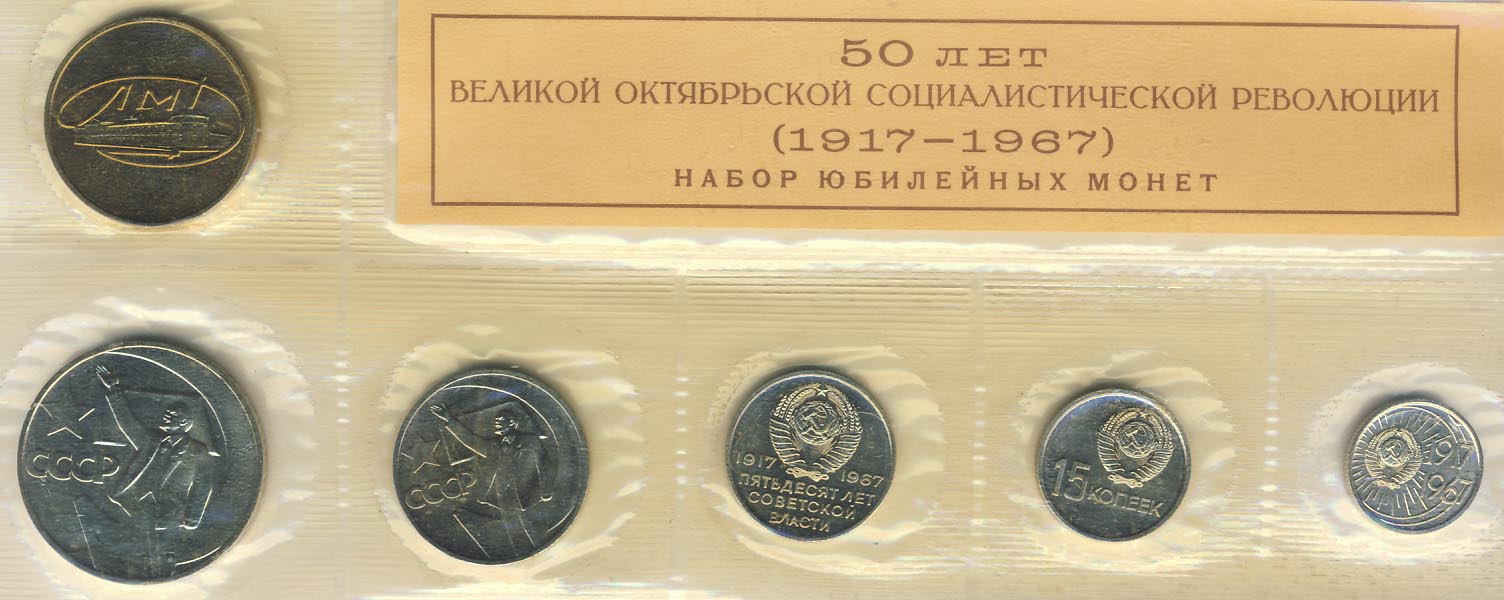 50 ЛЕТ
ВЕЛИКОЙ ОКТЯБРЬСКОЙ СОЦИАЛИСТИЧЕСКОЙ РЕВОЛЮЦИИ
(1917–1967)
НАБОР ЮБИЛЕЙНЫХ МОНЕТ
ЛМД
СССР
СССР
1917 1967
ПЯТЬДЕСЯТ ЛЕТ
СОВЕТСКОЙ
ВЛАСТИ
15 КОПЕЕК
1917
1967